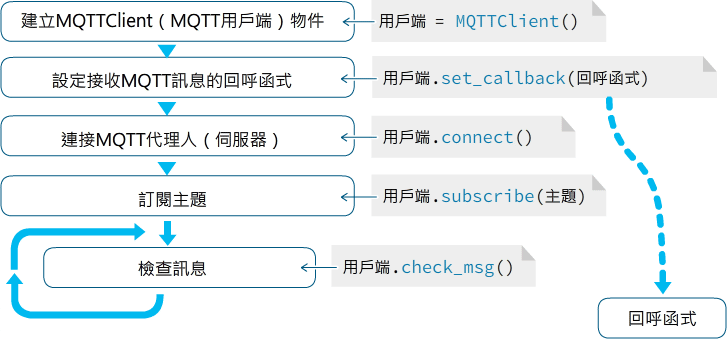 建立MQTTClient（MQTT用戶端）物件
用戶端 = MQTTClient()
設定接收MQTT訊息的回呼函式
用戶端.set_callback(回呼函式)
連接MQTT代理人（伺服器）
用戶端.connect()
訂閱主題
用戶端.subscribe(主題)
檢查訊息
用戶端.check_msg()
回呼函式